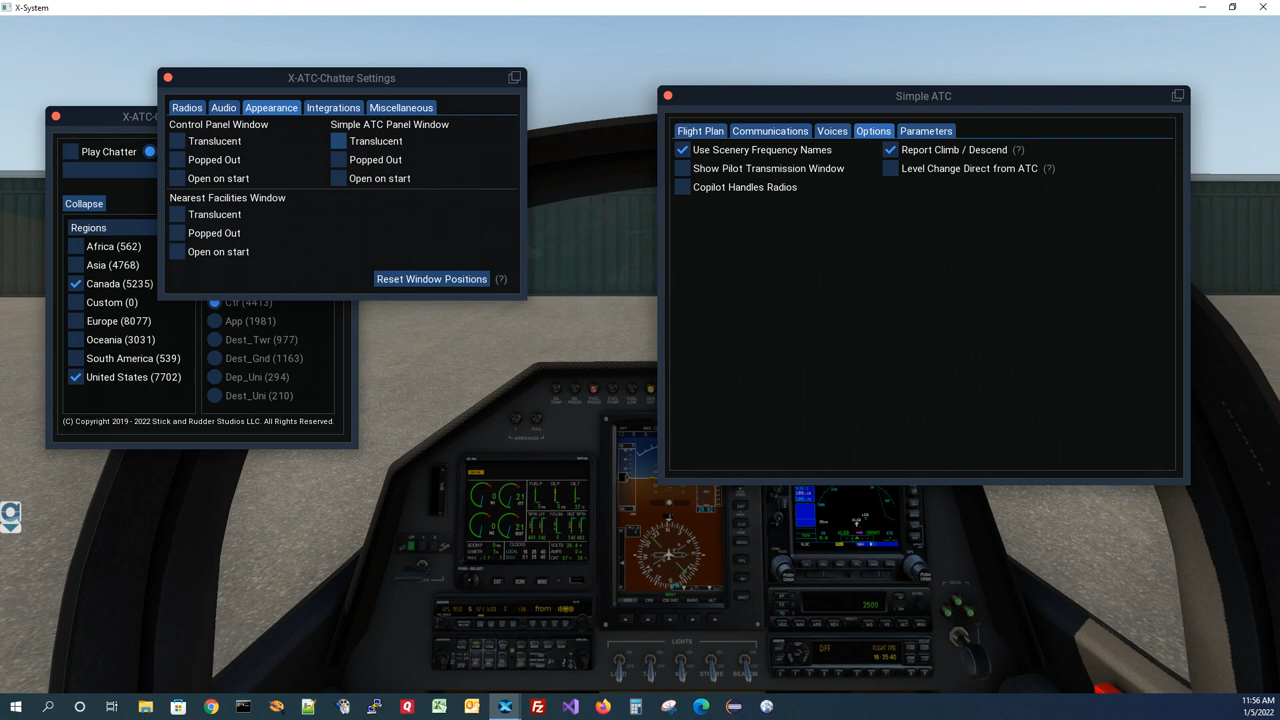 X-System
X-ATC-Chatter Settings
Radios Audio Appearance Integrations Miscellaneous
Control Panel Window
Translucent
Popped Out
Open on start
Simple ATC Panel Window
Translucent
Popped Out
Open on start
Nearest Facilities Window
Translucent
Popped Out
Open on start
Reset Window Positions (?)
Play Chatter
Collapse
Regions
Africa (562)
Asia (4768)
Canada (5235)
Custom (0)
Europe (8077)
Oceania (3031)
South America (539)
United States (7702)
Ctr (4413)
App (1981)
Dest_Twr (977)
Dest_Gnd (1163)
Dep_Uni (294)
Dest_Uni (210)
(C) Copyright 2019 - 2022 Stick and Rudder Studios LLC. All Rights Reserved.
Simple ATC
Flight Plan Communications Voices Options Parameters
Use Scenery Frequency Names
Show Pilot Transmission Window
Copilot Handles Radios
Report Climb / Descend (?)
Level Change Direct from ATC (?)
2500
LIGHTS
FLIGHT TIME
11:56 AM
1/5/2022